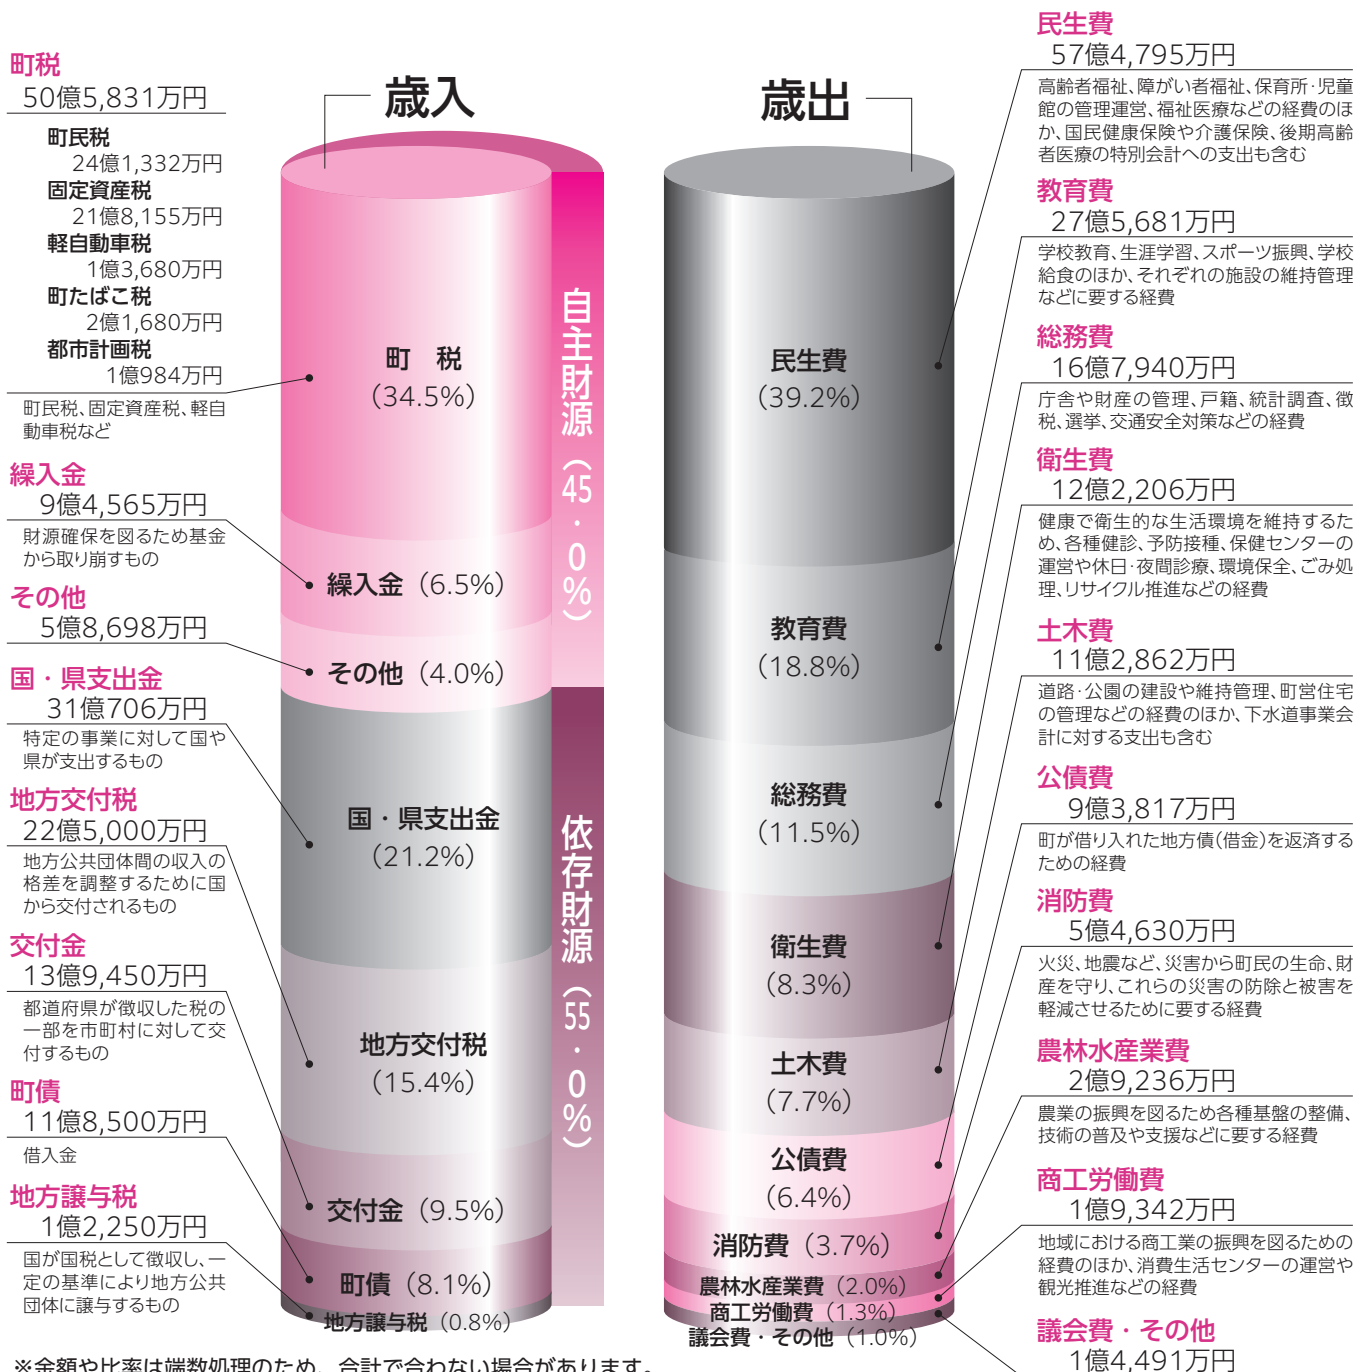 町税
50億5,831万円
町民税
24億1,332万円
固定資産税
21億8,155万円
軽自動車税
1億3,680万円
町たばこ税
2億1,680万円
都市計画税
1億984万円
町民税、固定資産税、軽自
動車税など
繰入金
9億4,565万円
財源確保を図るため基金
から取り崩すもの
その他
5億8,698万円
国・県支出金
31億706万円
特定の事業に対して国や
県が支出するもの
地方交付税
22億5,000万円
地方公共団体間の収入の
格差を調整するために国
から交付されるもの
交付金
13億9,450万円
都道府県が徴収した税の
一部を市町村に対して交
付するもの
町債
11億8,500万円
借入金
地方譲与税
1億2,250万円
国が国税として徴収し、一
定の基準により地方公共
団体に譲与するもの
歳入
町 税
(34.5%)
繰入金 (6.5%)
その他 (4.0%)
国・県支出金
(21.2%)
地方交付税
(15.4%)
交付金 (9.5%)
町債 (8.1%)
地方譲与税 (0.8%)
自主財源(45・0%)
依存財源(55・0%)
歳出
民生費
(39.2%)
教育費
(18.8%)
総務費
(11.5%)
衛生費
(8.3%)
土木費
(7.7%)
公債費
(6.4%)
消防費 (3.7%)
農林水産業費 (2.0%)
商工労働費 (1.3%)
議会費・その他 (1.0%)
民生費
57億4,795万円
高齢者福祉、障がい者福祉、保育所・児童
館の管理運営、福祉医療などの経費のほ
か、国民健康保険や介護保険、後期高齢
者医療の特別会計への支出も含む
教育費
27億5,681万円
学校教育、生涯学習、スポーツ振興、学校
給食のほか、それぞれの施設の維持管理
などに要する経費
総務費
16億7,940万円
庁舎や財産の管理、戸籍、統計調査、徴
税、選挙、交通安全対策などの経費
衛生費
12億2,206万円
健康で衛生的な生活環境を維持するた
め、各種健診、予防接種、保健センターの
運営や休日・夜間診療、環境保全、ごみ処
理、リサイクル推進などの経費
土木費
11億2,862万円
道路・公園の建設や維持管理、町営住宅
の管理などの経費のほか、下水道事業会
計に対する支出も含む
公債費
9億3,817万円
町が借り入れた地方債(借金)を返済する
ための経費
消防費
5億4,630万円
火災、地震など、災害から町民の生命、財
産を守り、これらの災害の防除と被害を
軽減させるために要する経費
農林水産業費
2億9,236万円
農業の振興を図るため各種基盤の整備、
技術の普及や支援などに要する経費
商工労働費
1億9,342万円
地域における商工業の振興を図るための
経費のほか、消費生活センターの運営や
観光推進などの経費
議会費・その他
1億4,491万円
※金額や比率は端数処理のため、合計で合わない場合があります。